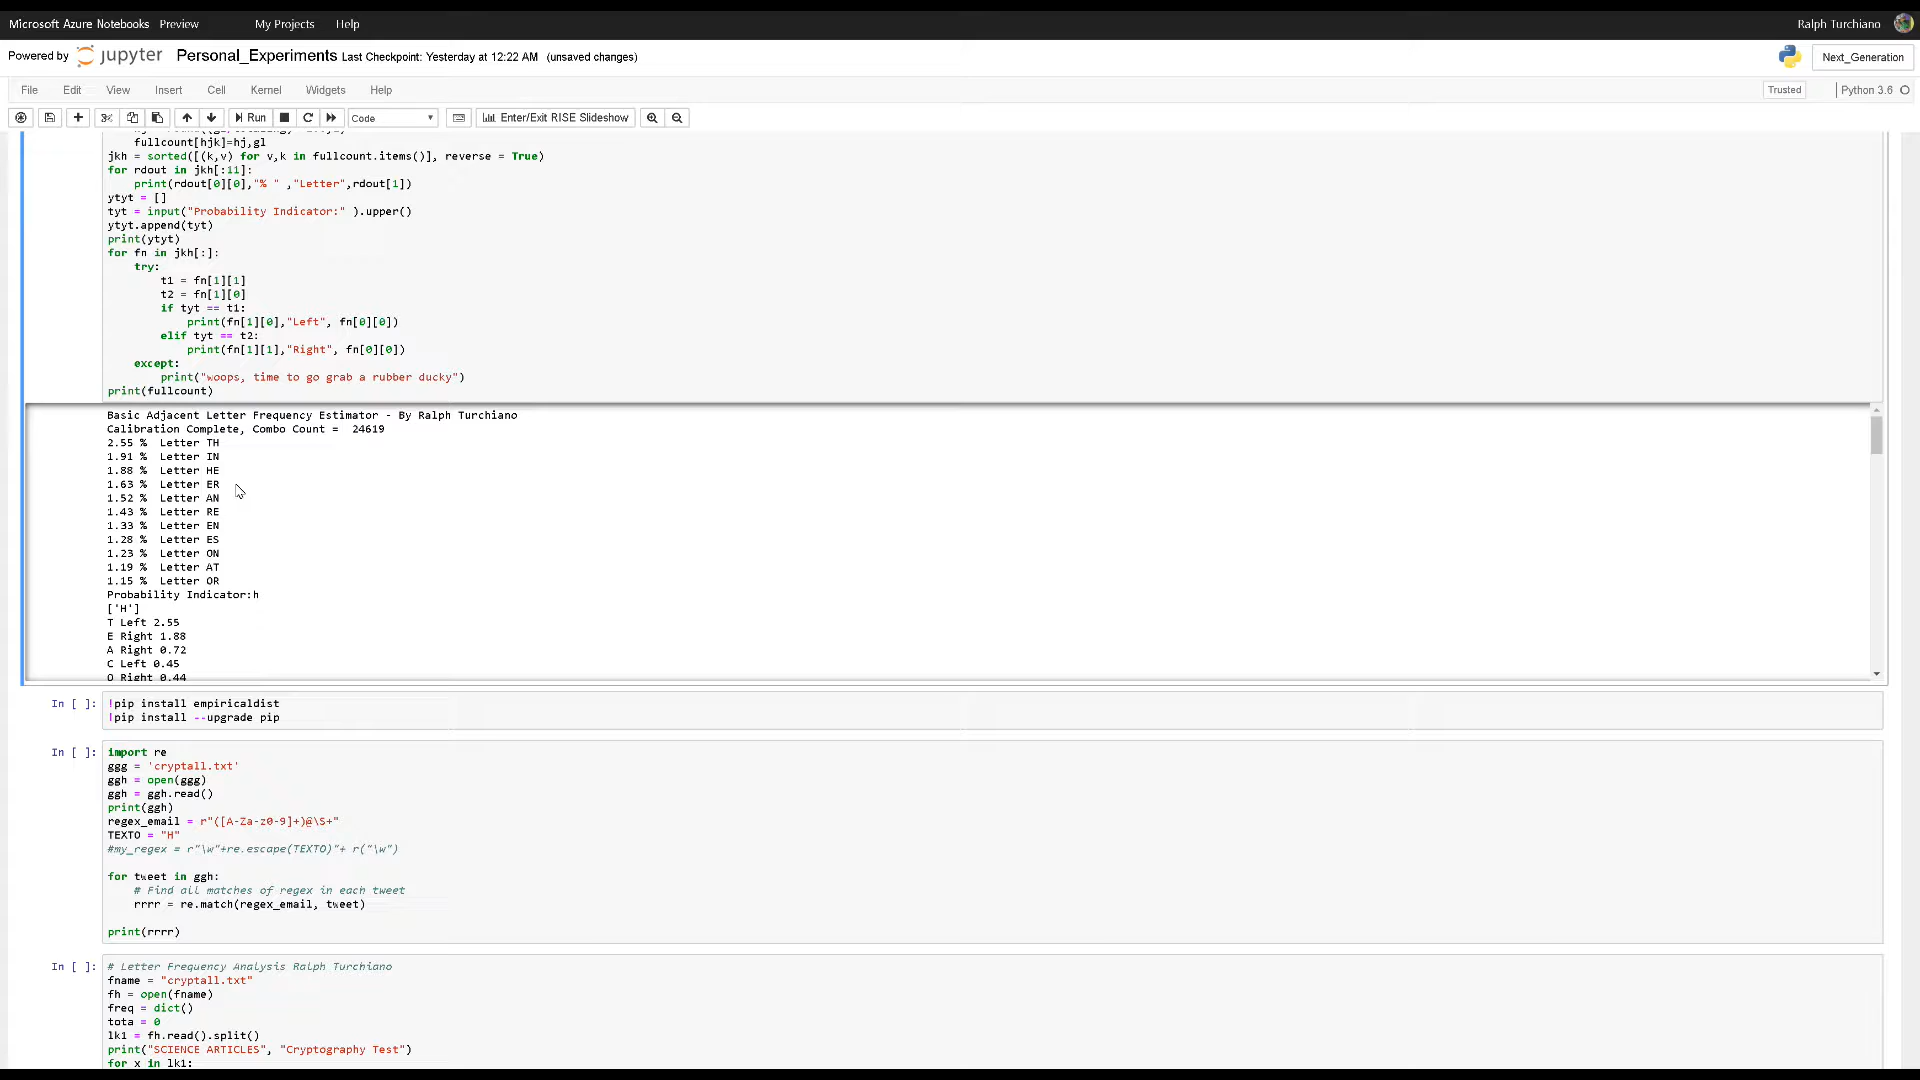 Microsoft Azure Notebooks Preview My Projects Help Ralph Turchiano
Powered by jupyter Personal_Experiments Last Checkpoint: Yesterday at 12:22 AM (unsaved changes) Next_Generation
File Edit View Insert Cell Kernel Widgets Help Trusted Python 3.6
Run Code Enter/Exit RISE Slideshow
fullcount[hjk]=hj,gl
jkh = sorted([(k,v) for v,k in fullcount.items()], reverse = True)
for rdout in jkh[:11]:
print(rdout[0][0],"% " ,"Letter",rdout[1])
ytyt = []
tyt = input("Probability Indicator:" ).upper()
ytyt.append(tyt)
print(ytyt)
for fn in jkh[:]:
try:
t1 = fn[1][1]
t2 = fn[1][0]
if tyt == t1:
print(fn[1][0],"Left", fn[0][0])
elif tyt == t2:
print(fn[1][1],"Right", fn[0][0])
except:
print("woops, time to go grab a rubber ducky")
print(fullcount)
Basic Adjacent Letter Frequency Estimator - By Ralph Turchiano
Calibration Complete, Combo Count =  24619
2.55 %  Letter TH
1.91 %  Letter IN
1.88 %  Letter HE
1.63 %  Letter ER
1.52 %  Letter AN
1.43 %  Letter RE
1.33 %  Letter EN
1.28 %  Letter ES
1.23 %  Letter ON
1.19 %  Letter AT
1.15 %  Letter OR
Probability Indicator:h
['H']
T Left 2.55
E Right 1.88
A Right 0.72
C Left 0.45
O Right 0.44
In [ ]: !pip install empiricaldist
!pip install --upgrade pip
In [ ]: import re
ggg = 'cryptall.txt'
ggh = open(ggg)
ggh = ggh.read()
print(ggh)
regex_email = r"([A-Za-z0-9]+)@\S+"
TEXTO = "H"
#my_regex = r"\w"+re.escape(TEXTO)"+ r("\w")
for tweet in ggh:
# Find all matches of regex in each tweet
rrrr = re.match(regex_email, tweet)
print(rrrr)
In [ ]: # Letter Frequency Analysis Ralph Turchiano
fname = "cryptall.txt"
fh = open(fname)
freq = dict()
tota = 0
lk1 = fh.read().split()
print("SCIENCE ARTICLES", "Cryptography Test")
for x in lk1: